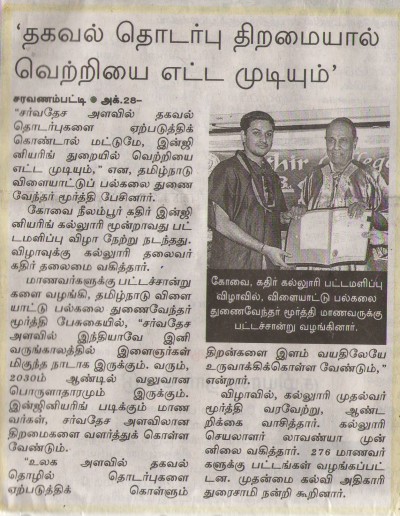 ‘தகவல் தொடர்பு திறமையால்
வெற்றியை எட்ட முடியும்’
சரவணம்பட்டி ● அக்.28–
“சர்வதேச அளவில் தகவல்
தொடர்புகளை ஏற்படுத்திக்
கொண்டால் மட்டுமே, இன்ஜி
னியரிங் துறையில் வெற்றியை
எட்ட முடியும்,” என, தமிழ்நாடு
விளையாட்டுப் பல்கலை துணை
வேந்தர் மூர்த்தி பேசினார்.
கோவை நீலம்பூர் கதிர் இன்ஜி
னியரிங் கல்லூரி மூன்றாவது பட்
டமளிப்பு விழா நேற்று நடந்தது.
விழாவுக்கு கல்லூரி தலைவர்
கதிர் தலைமை வகித்தார்.
மாணவர்களுக்கு பட்டச்சான்று
களை வழங்கி, தமிழ்நாடு விளை
யாட்டு பல்கலை துணைவேந்தர்
மூர்த்தி பேசுகையில், “சர்வதேச
அளவில் இந்தியாவே இனி
வருங்காலத்தில் இளைஞர்கள்
மிகுந்த நாடாக இருக்கும். வரும்,
2030ம் ஆண்டில் வலுவான
பொருளாதாரமும் இருக்கும்.
இன்ஜினியரிங் படிக்கும் மாண
வர்கள், சர்வதேச அளவிலான
திறமைகளை வளர்த்துக் கொள்ள
வேண்டும்.
“உலக அளவில் தகவல்
தொழில் தொடர்புகளை
ஏற்படுத்திக் கொள்ளும்
கோவை, கதிர் கல்லூரி பட்டமளிப்பு
விழாவில், விளையாட்டு பல்கலை
துணைவேந்தர் மூர்த்தி மாணவருக்கு
பட்டச்சான்று வழங்கினார்.
திறன்களை இளம் வயதிலேயே
உருவாக்கிக்கொள்ள வேண்டும்,”
என்றார்.
விழாவில், கல்லூரி முதல்வர்
மூர்த்தி வரவேற்று, ஆண்ட
றிக்கை வாசித்தார். கல்லூரி
செயலாளர் லாவண்யா முன்
னிலை வகித்தார். 276 மாணவர்
களுக்கு பட்டங்கள் வழங்கப்பட்
டன. முதன்மை கல்வி அதிகாரி
துரைசாமி நன்றி கூறினார்.